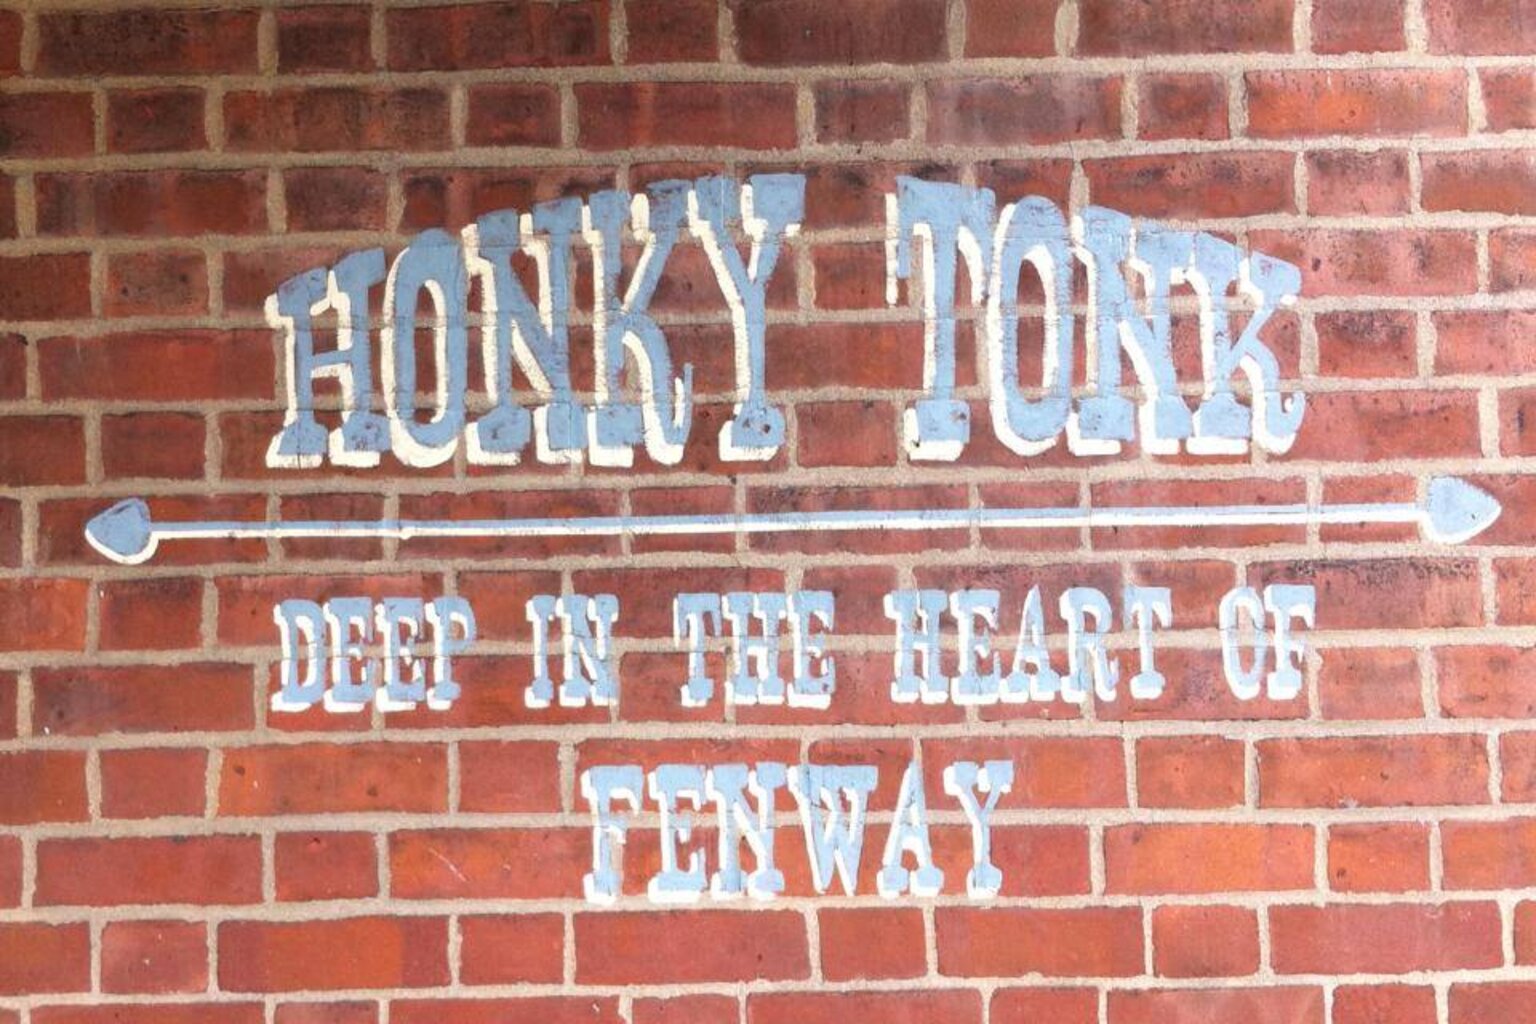 HONKY TONK
DEEP IN THE HEART OF
FENWAY